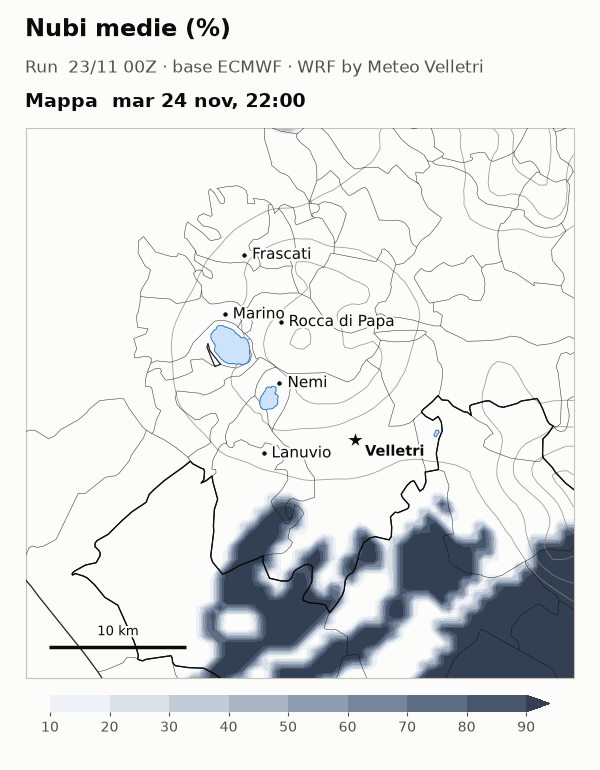 Nubi medie (%)
Run  23/11 00Z · base ECMWF · WRF by Meteo Velletri
Mappa  mar 24 nov, 22:00
Frascati
Marino
Rocca di Papa
Nemi
Velletri
Lanuvio
10 km
10 20 30 40 50 60 70 80 90